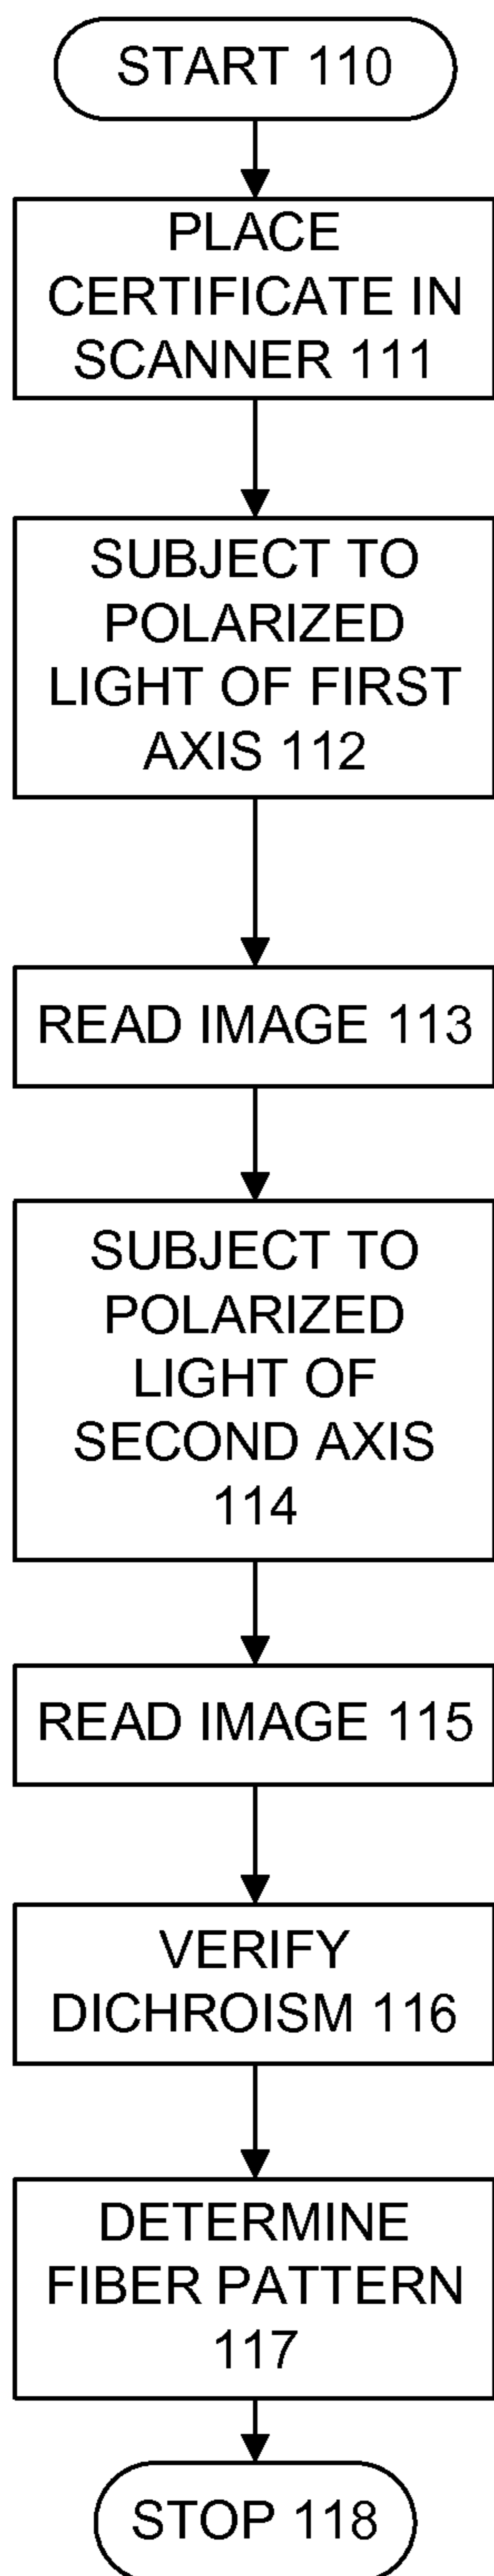 START 110
PLACE
CERTIFICATE IN
SCANNER 111
SUBJECT TO
POLARIZED
LIGHT OF FIRST
AXIS 112
READ IMAGE 113
SUBJECT TO
POLARIZED
LIGHT OF
SECOND AXIS
114
READ IMAGE 115
VERIFY
DICHROISM 116
DETERMINE
FIBER PATTERN
117
STOP 118